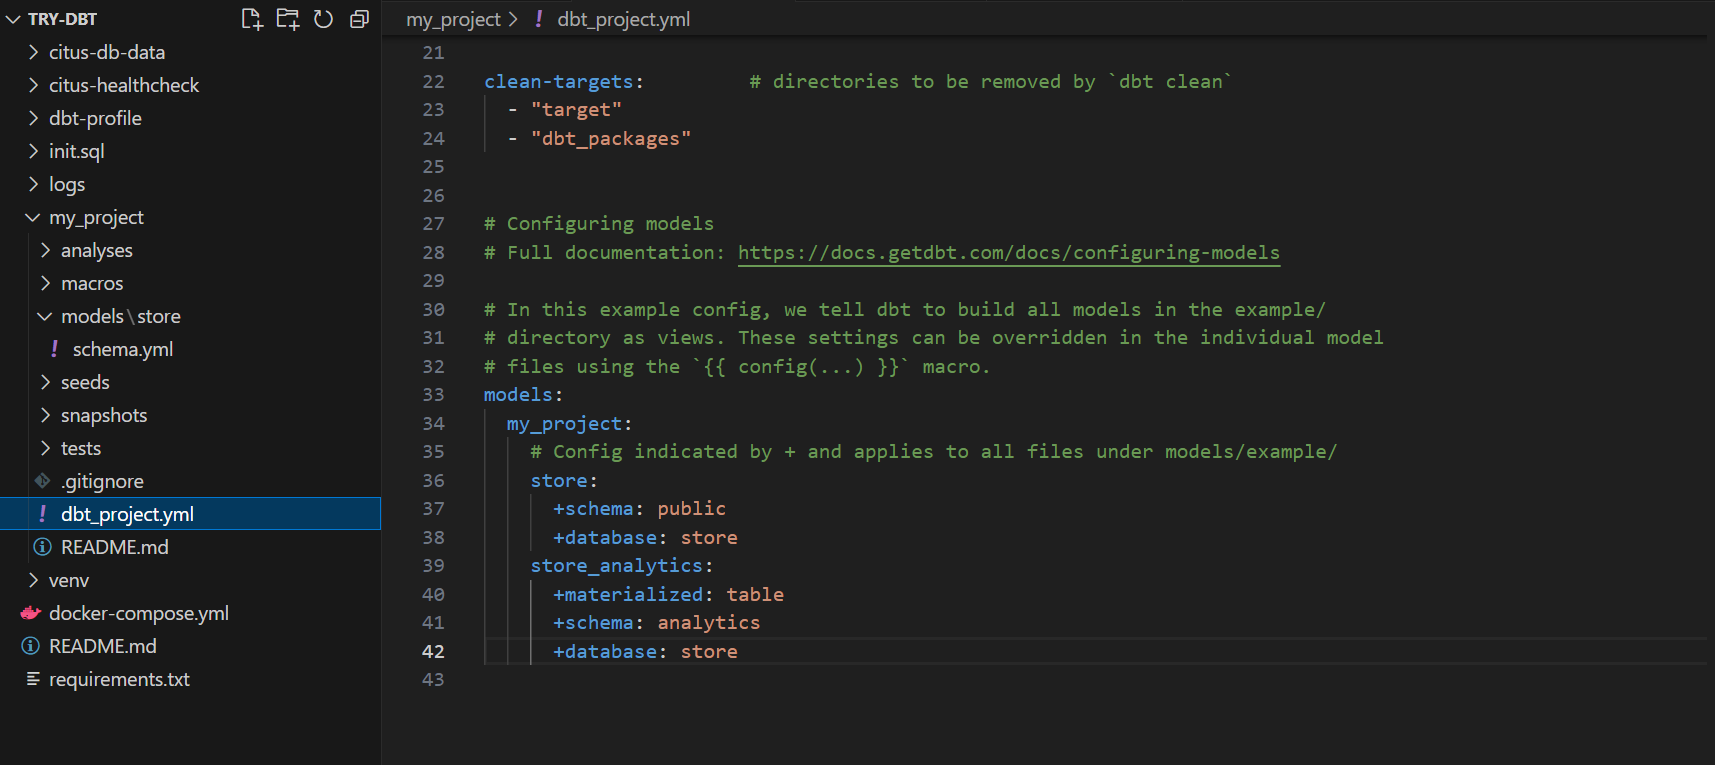 TRY-DBT
citus-db-data
citus-healthcheck
dbt-profile
init.sql
logs
my_project
analyses
macros
models\store
schema.yml
seeds
snapshots
tests
.gitignore
dbt_project.yml
README.md
venv
docker-compose.yml
README.md
requirements.txt
my_project > ! dbt_project.yml
21
22 clean-targets:         # directories to be removed by `dbt clean`
23   - "target"
24   - "dbt_packages"
25
26
27 # Configuring models
28 # Full documentation: https://docs.getdbt.com/docs/configuring-models
29
30 # In this example config, we tell dbt to build all models in the example/
31 # directory as views. These settings can be overridden in the individual model
32 # files using the `{{ config(...) }}` macro.
33 models:
34   my_project:
35     # Config indicated by + and applies to all files under models/example/
36     store:
37       +schema: public
38       +database: store
39     store_analytics:
40       +materialized: table
41       +schema: analytics
42       +database: store
43